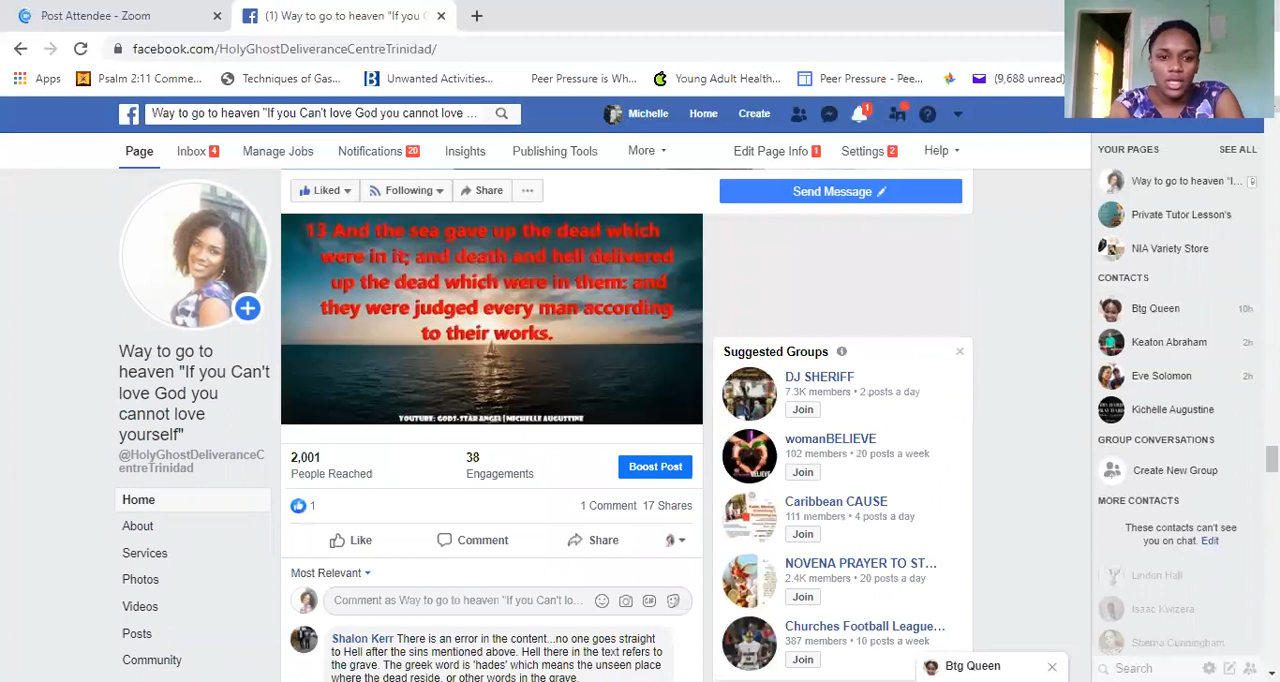 Post Attendee - Zoom
(1) Way to go to heaven "If you C
facebook.com/HolyGhostDeliveranceCentreTrinidad/
Apps
Psalm 2:11 Comme...
Techniques of Gas...
Unwanted Activities...
Peer Pressure is Wh...
Young Adult Health...
Peer Pressure - Pee...
(9,688 unread)
Way to go to heaven "If you Can't love God you cannot love ...
Michelle
Home
Create
1
Page
Inbox 4
Manage Jobs
Notifications 20
Insights
Publishing Tools
More
Edit Page Info 1
Settings 2
Help
Liked
Following
Share
...
Send Message
13 And the sea gave up the dead which
were in it; and death and hell delivered
up the dead which were in them: and
they were judged every man according
to their works.
YOUTUBE: GODS-STAR ANGEL | MICHELLE AUGUSTINE
Way to go to
heaven "If you Can't
love God you
cannot love
yourself"
@HolyGhostDeliveranceC
entreTrinidad
Home
About
Services
Photos
Videos
Posts
Community
2,001
People Reached
38
Engagements
Boost Post
1
1 Comment 17 Shares
Like
Comment
Share
Most Relevant
Comment as Way to go to heaven "If you Can't lo...
Shalon Kerr There is an error in the content...no one goes straight
to Hell after the sins mentioned above. Hell there in the text refers to
the grave. The greek word is 'hades' which means the unseen place
where the dead reside, or other words in the grave.
Suggested Groups
DJ SHERIFF
7.3K members • 2 posts a day
Join
womanBELIEVE
102 members • 20 posts a week
Join
Caribbean CAUSE
111 members • 4 posts a day
Join
NOVENA PRAYER TO ST...
2.4K members • 20 posts a day
Join
Churches Football League...
387 members • 10 posts a week
Join
YOUR PAGES
SEE ALL
Way to go to heaven "I...
Private Tutor Lesson's
NIA Variety Store
CONTACTS
Btg Queen 10h
Keaton Abraham 2h
Eve Solomon 2h
Kichelle Augustine
GROUP CONVERSATIONS
Create New Group
MORE CONTACTS
These contacts can't see
you on chat. Edit
Lindon Hall
Isaac Kwizera
Sherma Cunningham
Btg Queen
Search